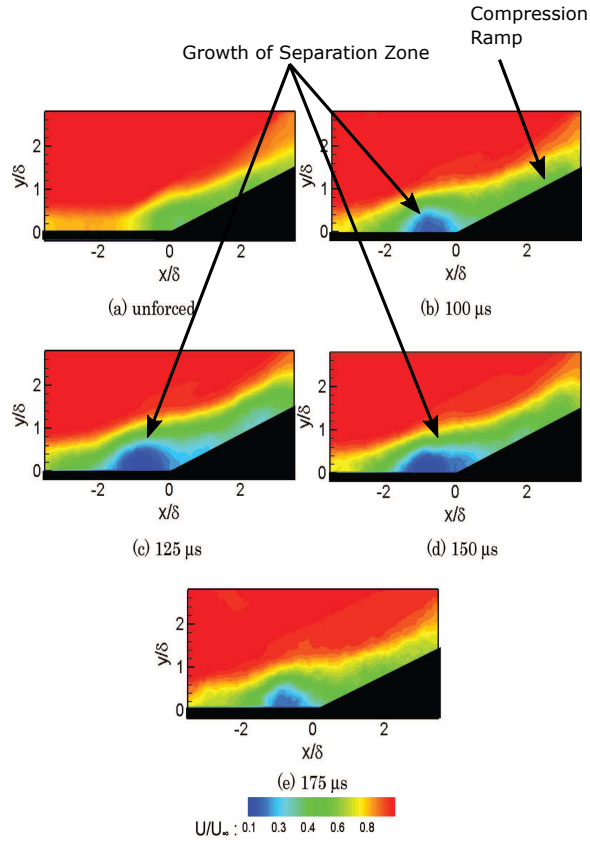 Compression
Ramp
Growth of Separation Zone
y/δ
2
1
0
-2 0 2
x/δ
(a) unforced
y/δ
2
1
0
-2 0 2
x/δ
(b) 100 μs
y/δ
2
1
0
-2 0 2
x/δ
(c) 125 μs
y/δ
2
1
0
-2 0 2
x/δ
(d) 150 μs
y/δ
2
1
0
-2 0 2
x/δ
(e) 175 μs
U/U∞ : 0.1 0.3 0.4 0.6 0.8